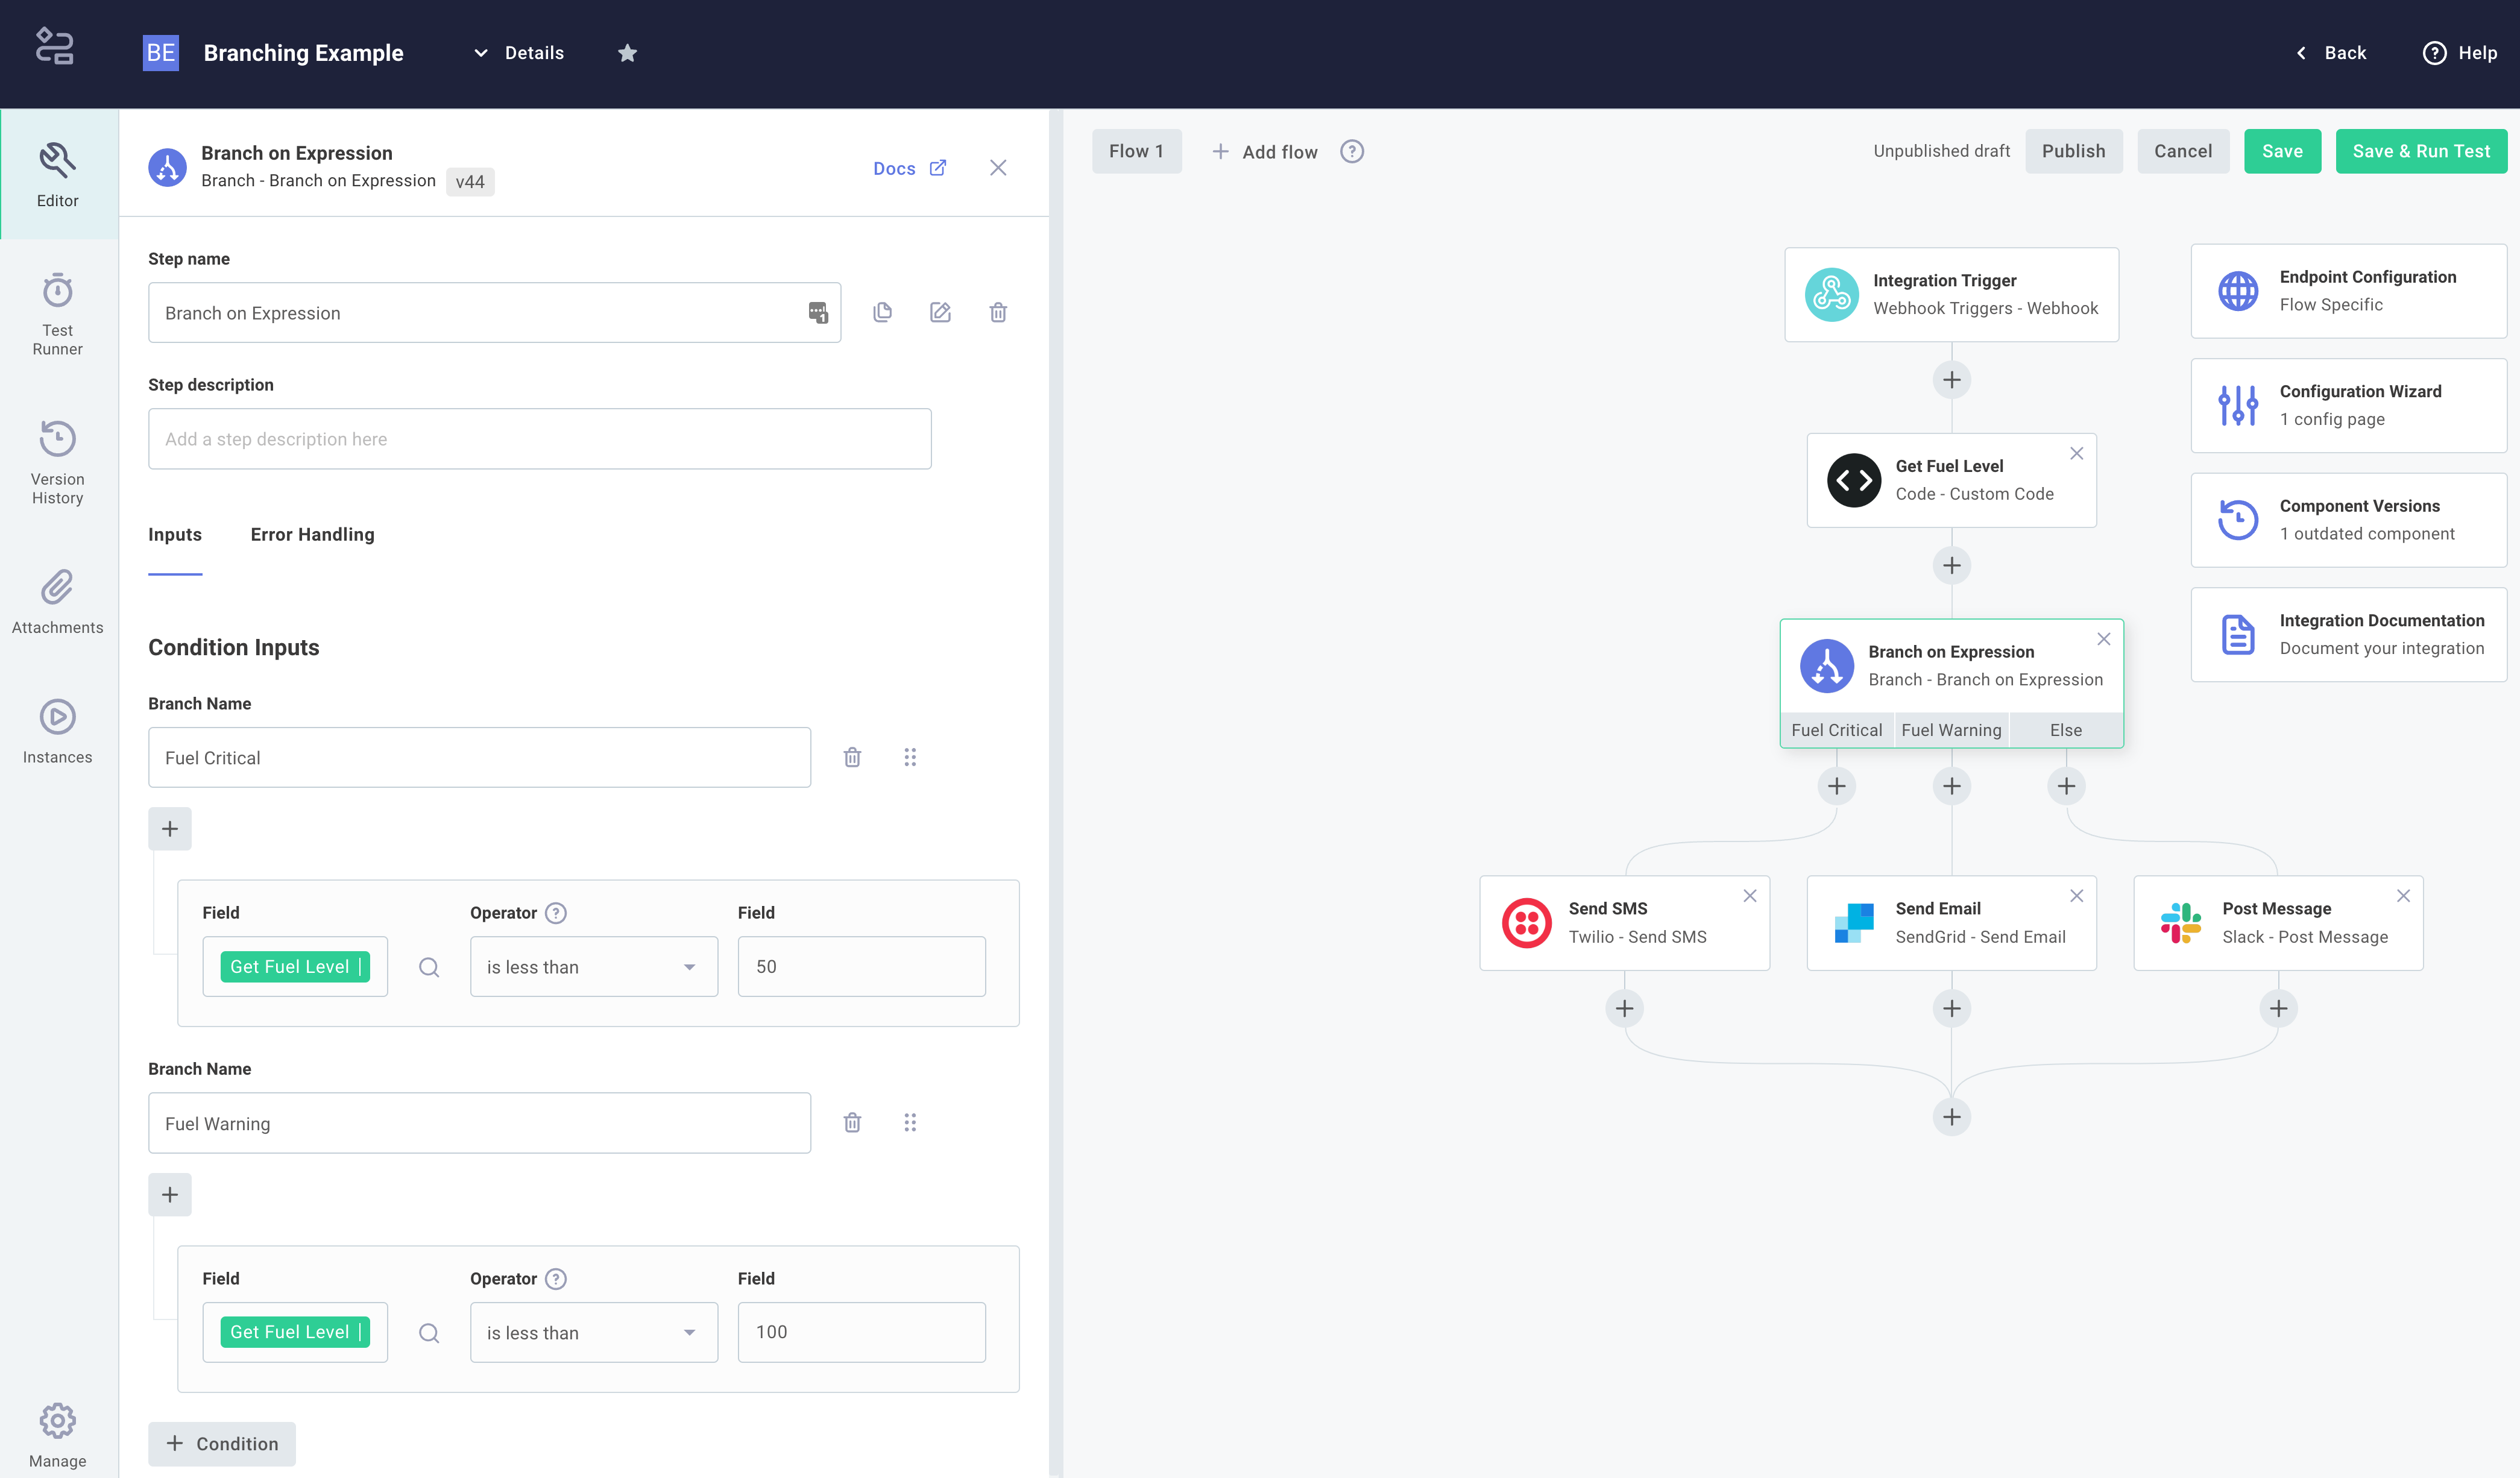 BE
Branching Example
Details
Back
Help
Editor
Test
Runner
Version
History
Attachments
Instances
Manage
Branch on Expression
Branch - Branch on Expression v44
Docs
Step name
Branch on Expression
1
Step description
Add a step description here
Inputs Error Handling
Condition Inputs
Branch Name
Fuel Critical
Field Operator ? Field
Get Fuel Level | is less than 50
Branch Name
Fuel Warning
Field Operator ? Field
Get Fuel Level | is less than 100
+ Condition
Flow 1
+ Add flow ?
Unpublished draft
Publish
Cancel
Save
Save & Run Test
Integration Trigger
Webhook Triggers - Webhook
Get Fuel Level
Code - Custom Code
Branch on Expression
Branch - Branch on Expression
Fuel Critical Fuel Warning Else
Send SMS
Twilio - Send SMS
Send Email
SendGrid - Send Email
Post Message
Slack - Post Message
Endpoint Configuration
Flow Specific
Configuration Wizard
1 config page
Component Versions
1 outdated component
Integration Documentation
Document your integration